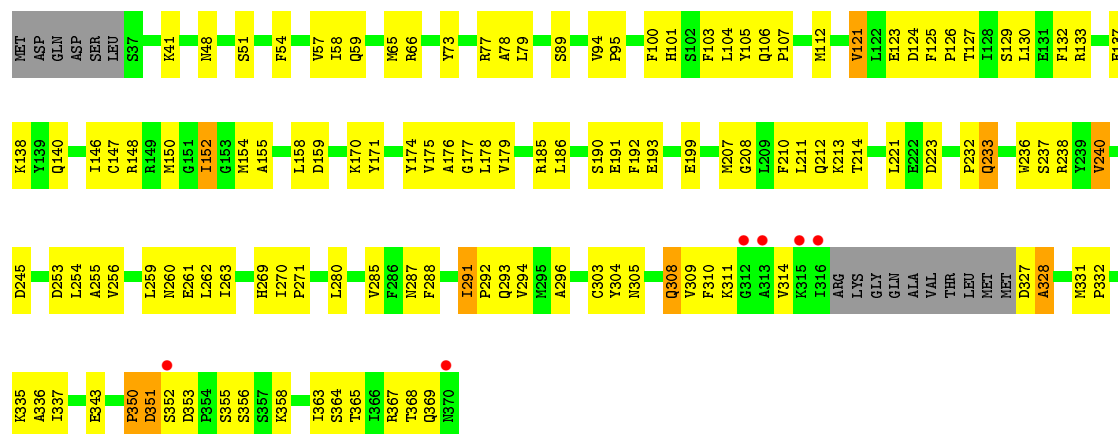 MET ASP GLN ASP SER LEU S37 K41 N48 S51 F54 V57 I58 Q59 M65 R66 Y73 R77 A78 L79 S89 V94 P95 F100 H101 S102 F103 L104 Y105 Q106 P107 M112 V121 L122 E123 D124 F125 P126 T127 I128 S129 L130 E131 F132 R133 E137
K138 Y139 Q140 I146 C147 R148 R149 M150 G151 I152 G153 M154 A155 L158 D159 K170 Y171 Y174 V175 A176 G177 L178 V179 R185 L186 S190 E191 F192 E193 E199 M207 G208 L209 F210 L211 Q212 K213 T214 L221 E222 D223 P232 Q233 W236 S237 R238 Y239 V240
D245 D253 L254 A255 V256 L259 N260 E261 L262 I263 H269 I270 P271 L280 V285 F286 N287 F288 I291 P292 Q293 V294 M295 A296 C303 Y304 N305 Q308 V309 F310 K311 G312 A313 V314 K315 I316 ARG LYS GLY GLN ALA VAL THR LEU MET MET D327 A328 M331 P332
K335 A336 I337 E343 P350 D351 S352 D353 P354 S355 S356 S357 K358 I363 S364 T365 I366 R367 T368 Q369 N370